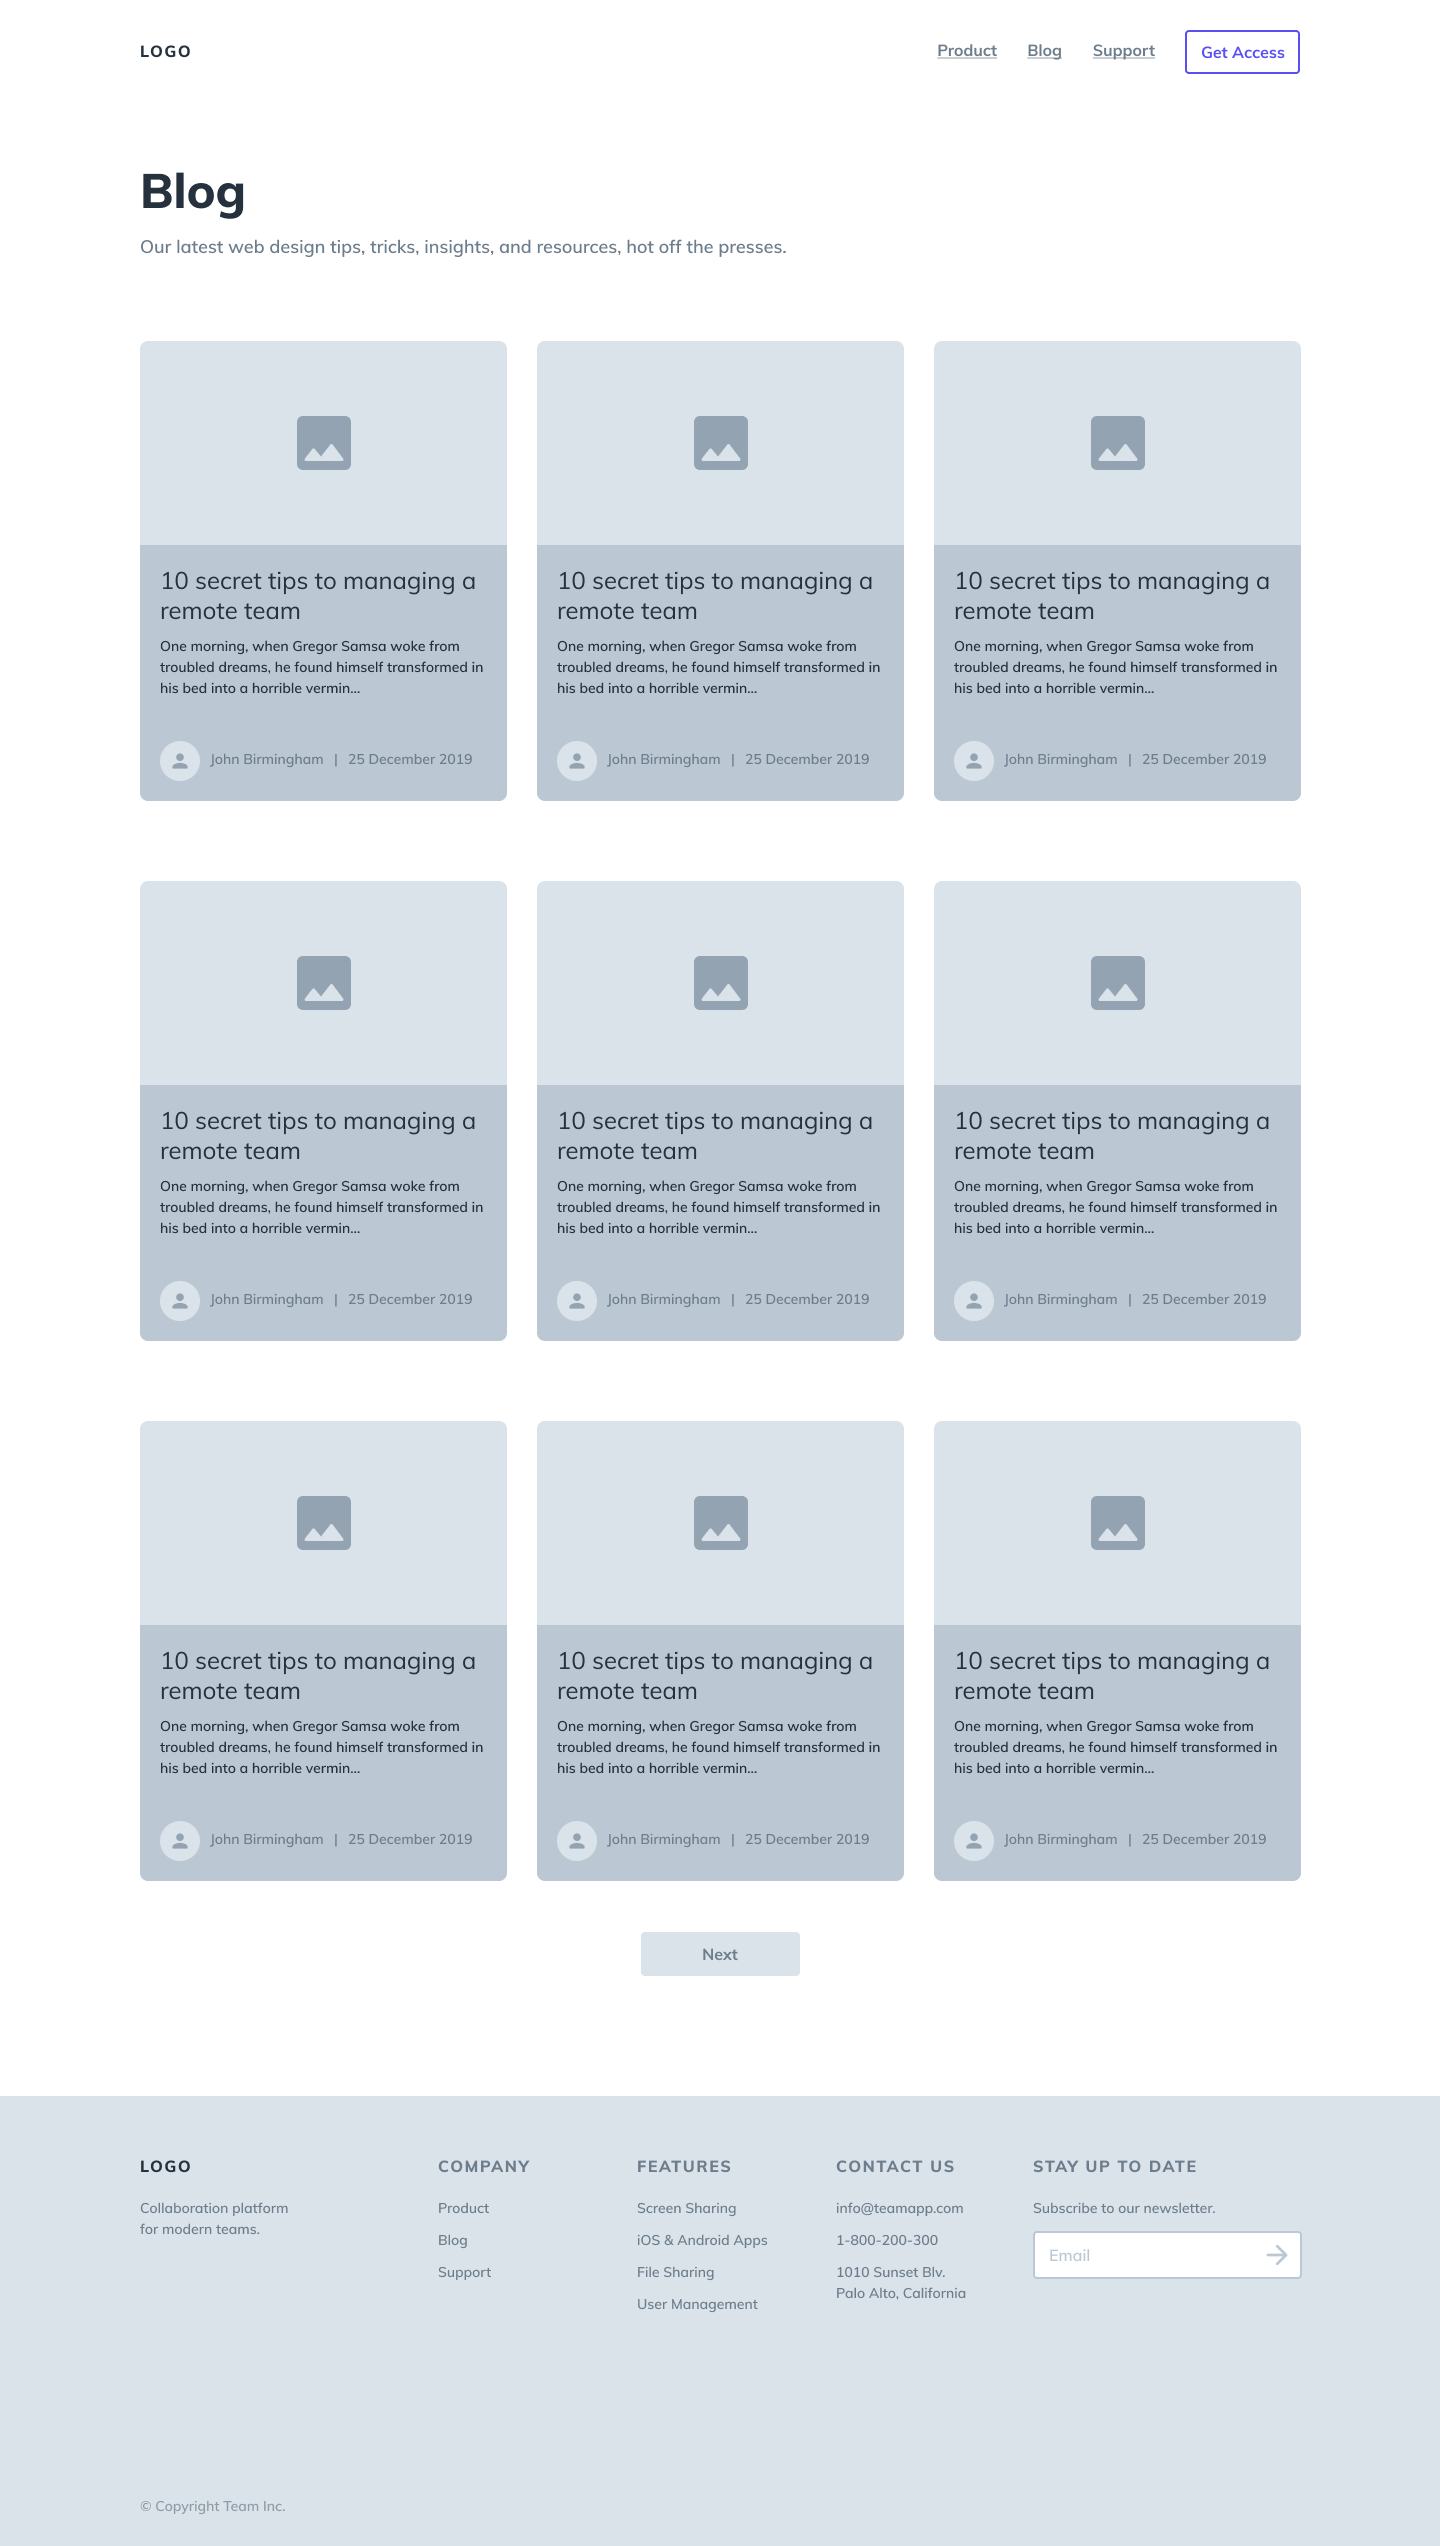 LOGO
Product Blog Support Get Access
Blog
Our latest web design tips, tricks, insights, and resources, hot off the presses.
10 secret tips to managing a
remote team
One morning, when Gregor Samsa woke from
troubled dreams, he found himself transformed in
his bed into a horrible vermin...
John Birmingham | 25 December 2019
10 secret tips to managing a
remote team
One morning, when Gregor Samsa woke from
troubled dreams, he found himself transformed in
his bed into a horrible vermin...
John Birmingham | 25 December 2019
10 secret tips to managing a
remote team
One morning, when Gregor Samsa woke from
troubled dreams, he found himself transformed in
his bed into a horrible vermin...
John Birmingham | 25 December 2019
10 secret tips to managing a
remote team
One morning, when Gregor Samsa woke from
troubled dreams, he found himself transformed in
his bed into a horrible vermin...
John Birmingham | 25 December 2019
10 secret tips to managing a
remote team
One morning, when Gregor Samsa woke from
troubled dreams, he found himself transformed in
his bed into a horrible vermin...
John Birmingham | 25 December 2019
10 secret tips to managing a
remote team
One morning, when Gregor Samsa woke from
troubled dreams, he found himself transformed in
his bed into a horrible vermin...
John Birmingham | 25 December 2019
10 secret tips to managing a
remote team
One morning, when Gregor Samsa woke from
troubled dreams, he found himself transformed in
his bed into a horrible vermin...
John Birmingham | 25 December 2019
10 secret tips to managing a
remote team
One morning, when Gregor Samsa woke from
troubled dreams, he found himself transformed in
his bed into a horrible vermin...
John Birmingham | 25 December 2019
10 secret tips to managing a
remote team
One morning, when Gregor Samsa woke from
troubled dreams, he found himself transformed in
his bed into a horrible vermin...
John Birmingham | 25 December 2019
Next
LOGO
Collaboration platform
for modern teams.
COMPANY
Product
Blog
Support
FEATURES
Screen Sharing
iOS & Android Apps
File Sharing
User Management
CONTACT US
info@teamapp.com
1-800-200-300
1010 Sunset Blv.
Palo Alto, California
STAY UP TO DATE
Subscribe to our newsletter.
Email
© Copyright Team Inc.